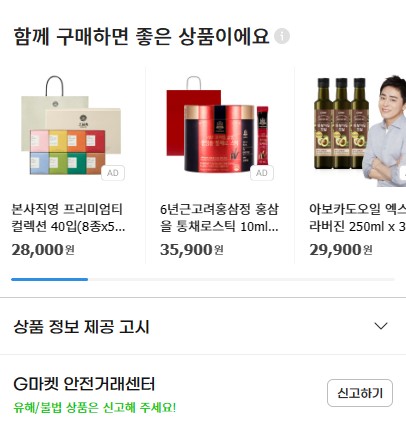 함께 구매하면 좋은 상품이에요
AD
AD
본사직영 프리미엄티
컬렉션 40입(8종x5...
28,000원
6년근고려홍삼정 홍삼
을 통채로스틱 10ml...
35,900원
아보카도오일 엑스
라버진 250ml x 3
29,900원
상품 정보 제공 고시
G마켓 안전거래센터
유해/불법 상품은 신고해 주세요!
신고하기